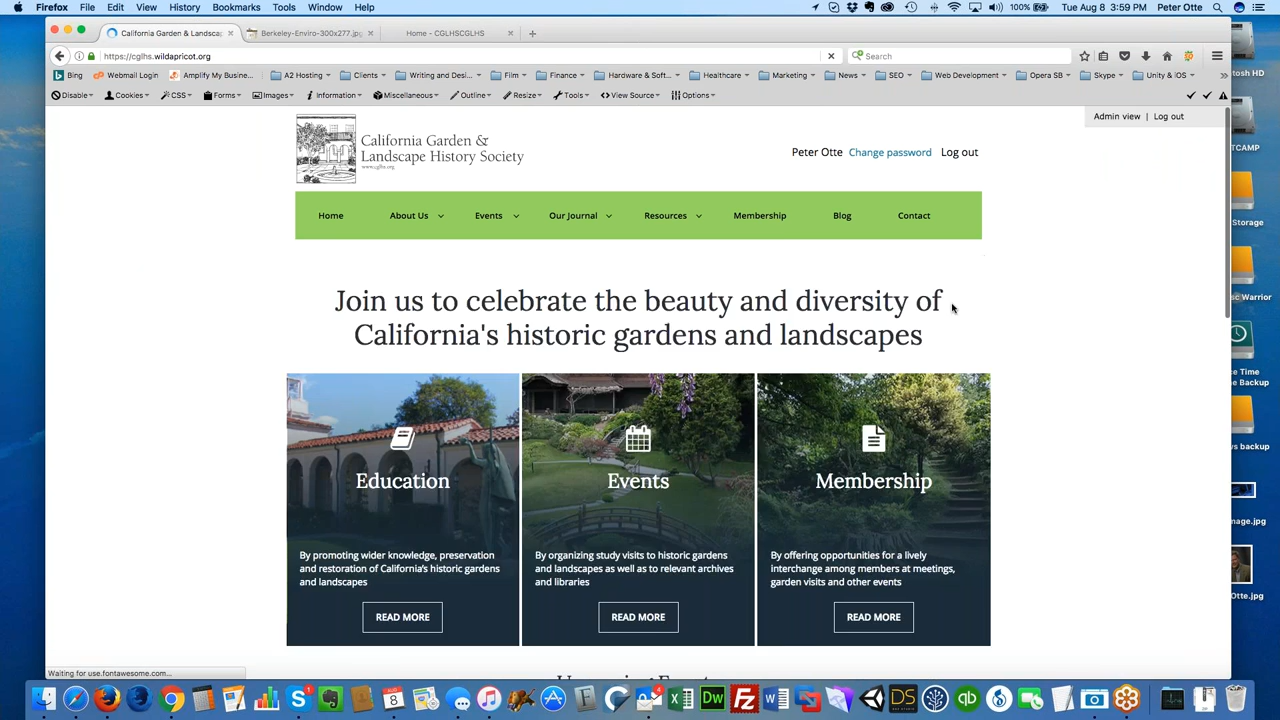 Firefox File Edit View History Bookmarks Tools Window Help 100% Tue Aug 8 3:59 PM Peter Otte
California Garden & Landscap Berkeley-Enviro-300x277.jpg Home - CGLHSCGLHS
https://cglhs.wildapricot.org Search
Bing Webmail Login Amplify My Busine... A2 Hosting Clients Writing and Desi... Film Finance Hardware & Soft... Healthcare Marketing News SEO Web Development Opera SB Skype Unity & iOS
Disable Cookies CSS Forms Images Information Miscellaneous Outline Resize Tools View Source Options
Admin view | Log out
California Garden &
Landscape History Society
Peter Otte Change password Log out
Home About Us Events Our Journal Resources Membership Blog Contact
Join us to celebrate the beauty and diversity of
California's historic gardens and landscapes
Education
By promoting wider knowledge, preservation
and restoration of California's historic gardens
and landscapes
READ MORE
Events
By organizing study visits to historic gardens
and landscapes as well as to relevant archives
and libraries
READ MORE
Membership
By offering opportunities for a lively
interchange among members at meetings,
garden visits and other events
READ MORE
Waiting for use.fontawesome.com...
tosh HD
TCAMP
Storage
sc Warrior
ce Time
e Backup
ws backup
nage.jpg
Otte.jpg